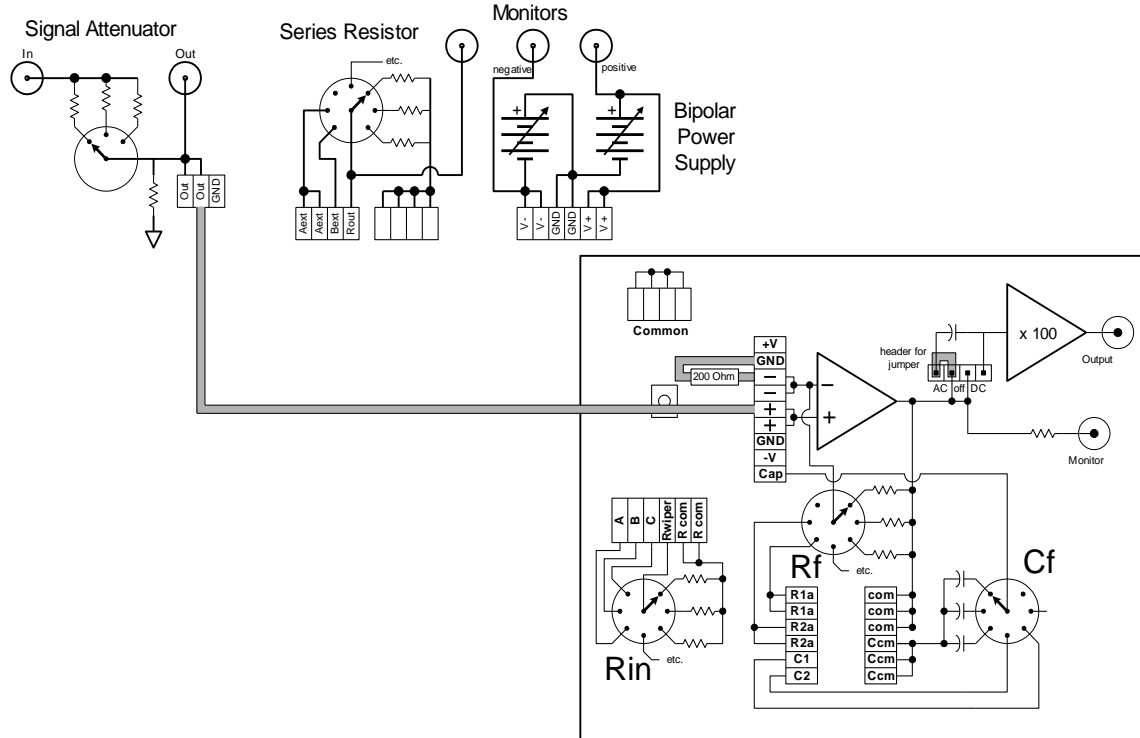 Signal Attenuator
In
Out
Out
Out
GND
Series Resistor
etc.
Aext
Aext
Bext
Rout
Monitors
negative
positive
+
+
Bipolar
Power
Supply
V -
V -
GND
GND
V +
V +
Common
+V
GND
−
−
+
+
GND
-V
Cap
200 Ohm
−
+
header for
jumper
AC off DC
x 100
Output
Monitor
A
B
C
Rwiper
R com
R com
etc.
Rin
Rf
etc.
R1a
R1a
R2a
R2a
C1
C2
com
com
com
Ccm
Ccm
Ccm
Cf